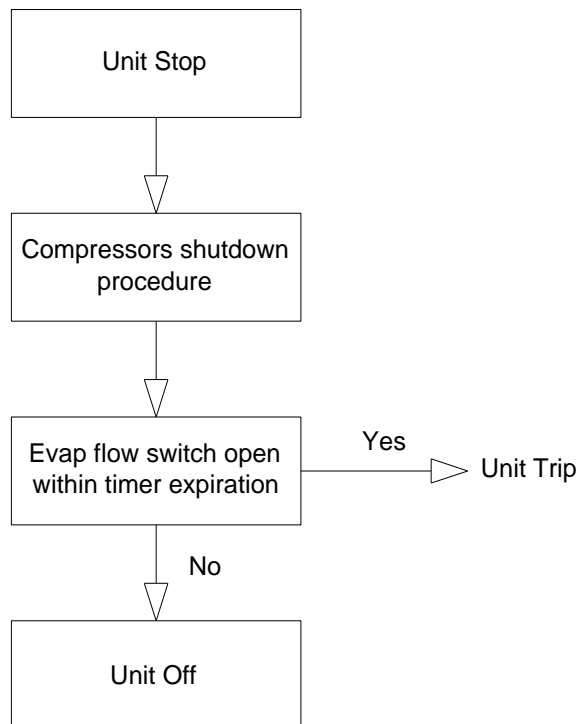 Unit Stop
Compressors shutdown
procedure
Evap flow switch open
within timer expiration
Yes
Unit Trip
No
Unit Off